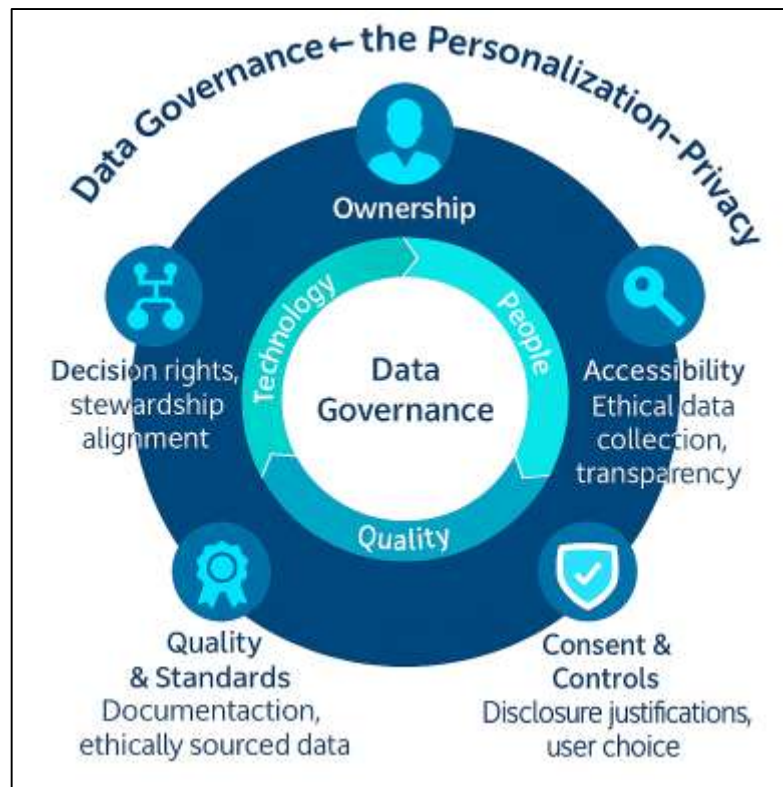 Data Governance←the Personalization-Privacy
Ownership
Technology
People
Quality
Data
Governance
Decision rights,
stewardship
alignment
Accessibility
Ethical data
collection,
transparency
Quality
& Standards
Documentaction,
ethically sourced data
Consent &
Controls
Disclosure justifications,
user choice